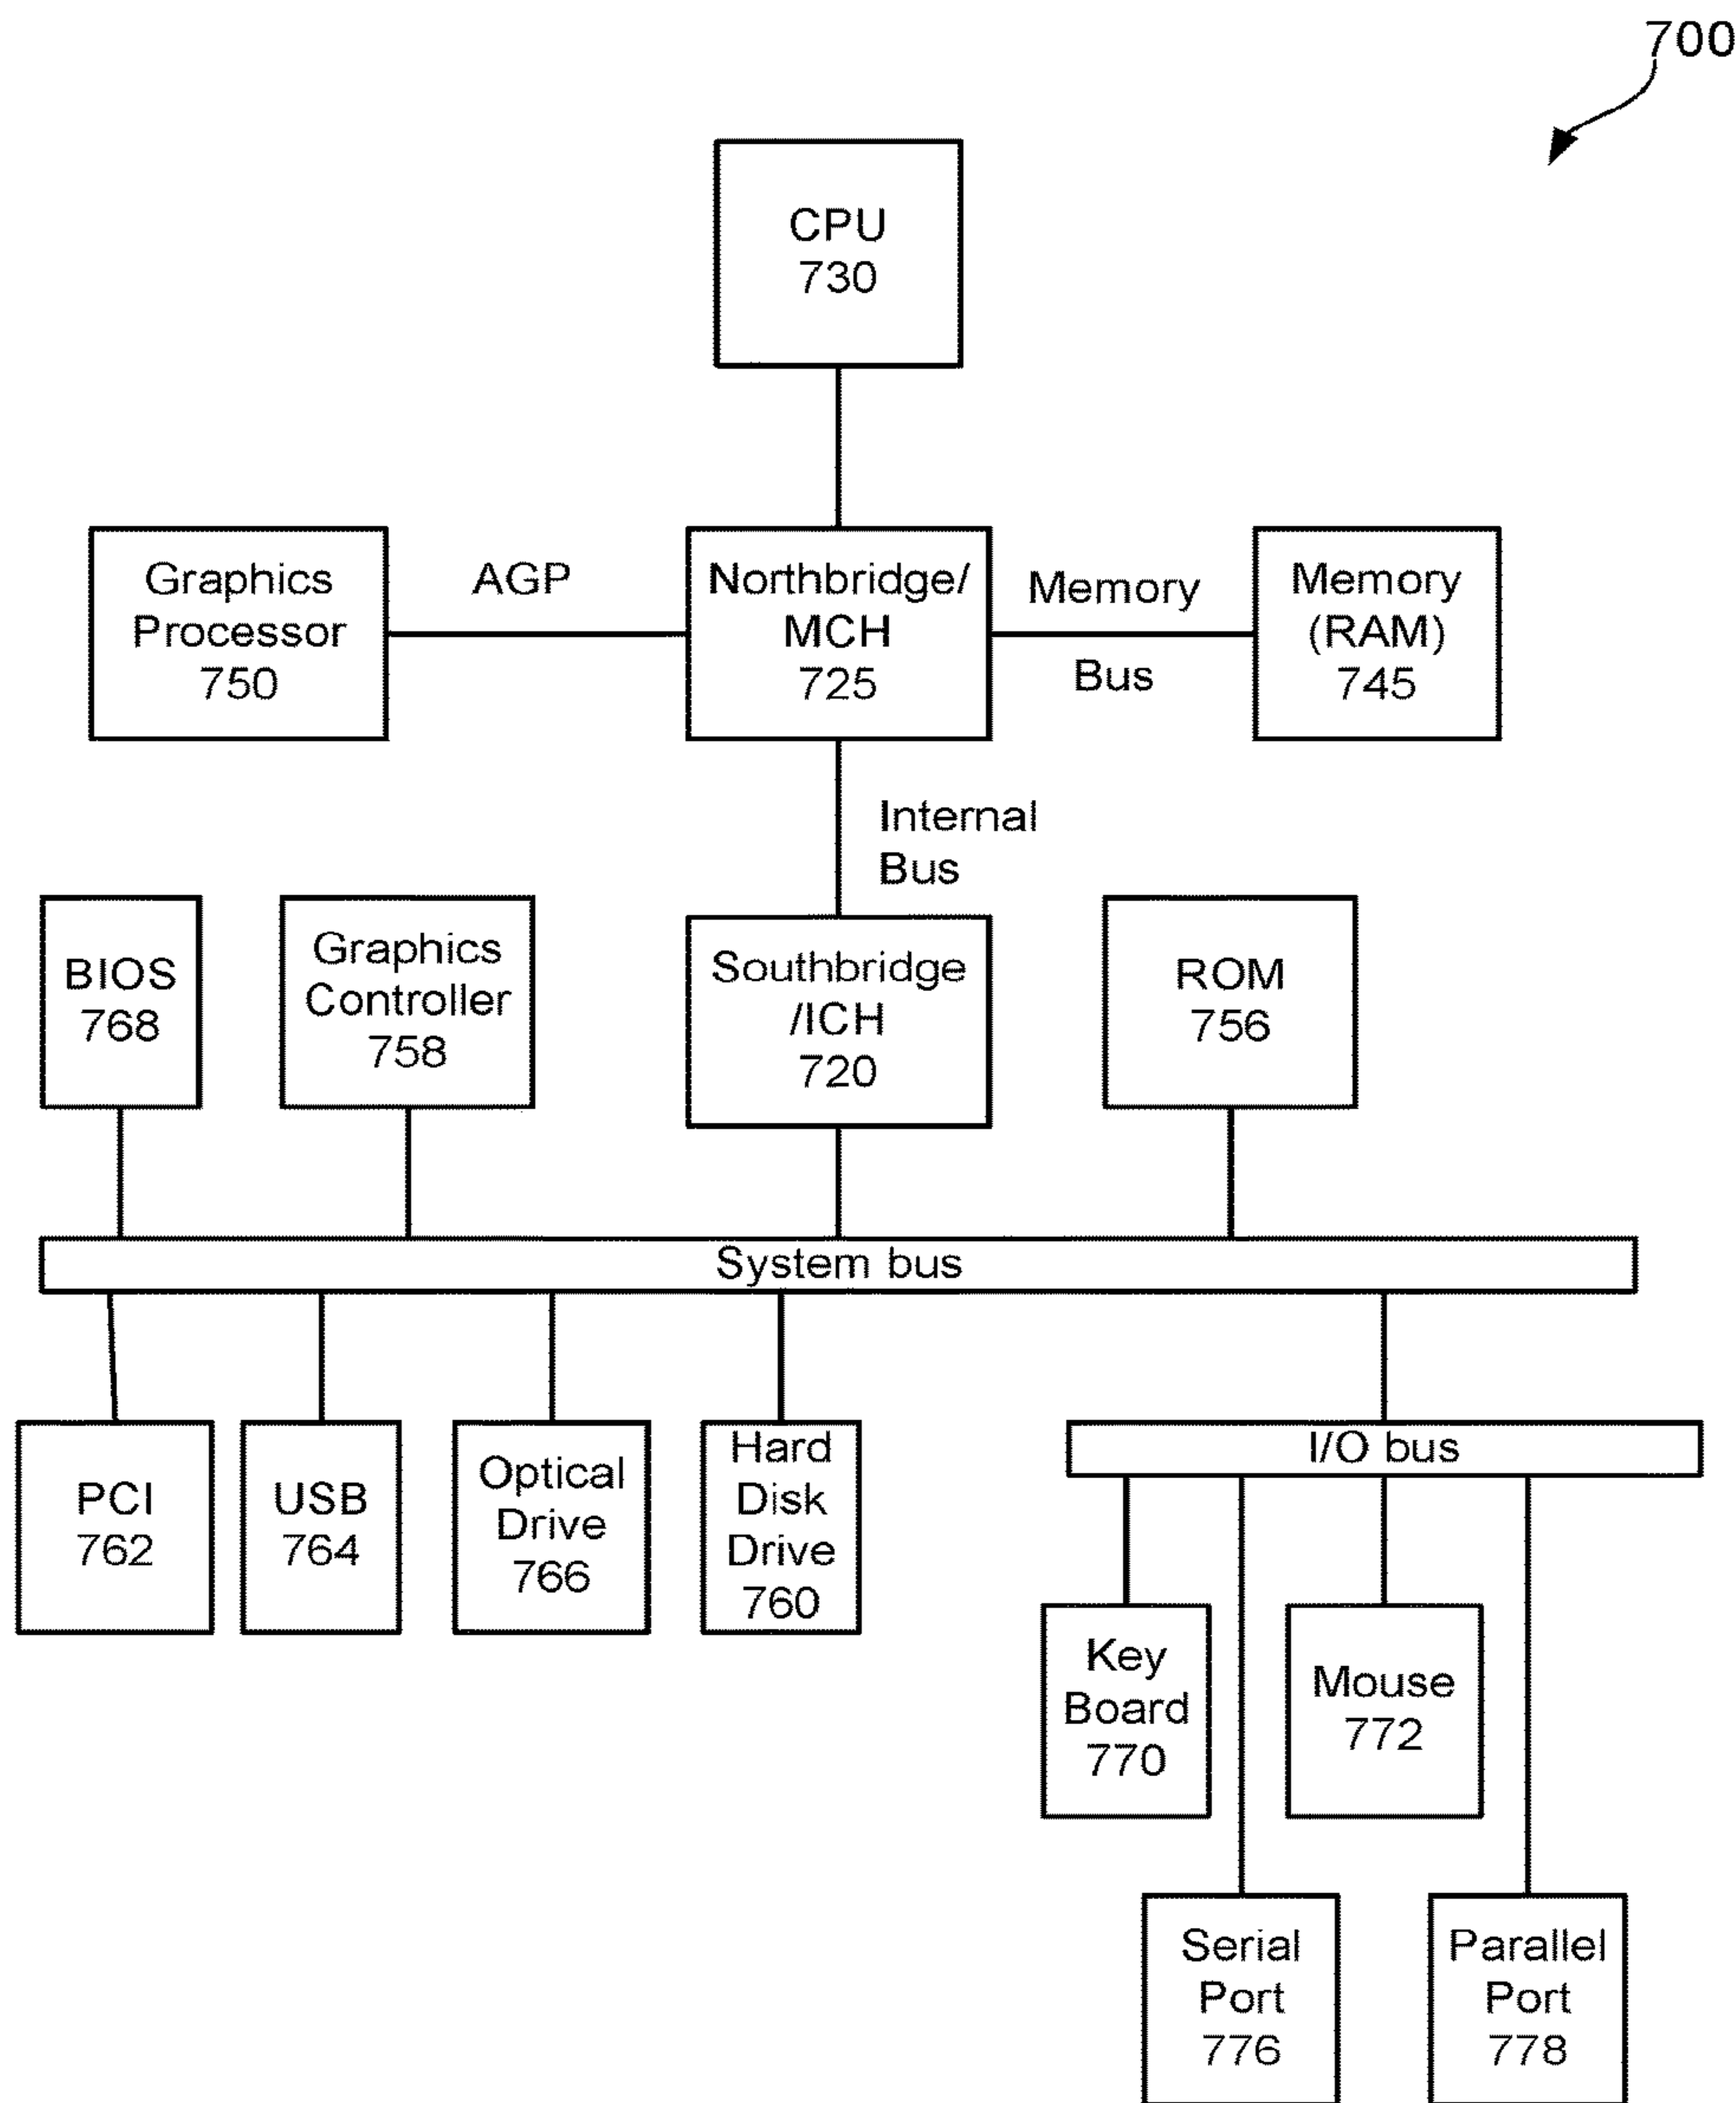 700
CPU
730
Graphics
Processor
750
AGP
Northbridge/
MCH
725
Memory
Bus
Memory
(RAM)
745
Internal
Bus
BIOS
768
Graphics
Controller
758
Southbridge
/ICH
720
ROM
756
System bus
PCI
762
USB
764
Optical
Drive
766
Hard
Disk
Drive
760
I/O bus
Key
Board
770
Mouse
772
Serial
Port
776
Parallel
Port
778